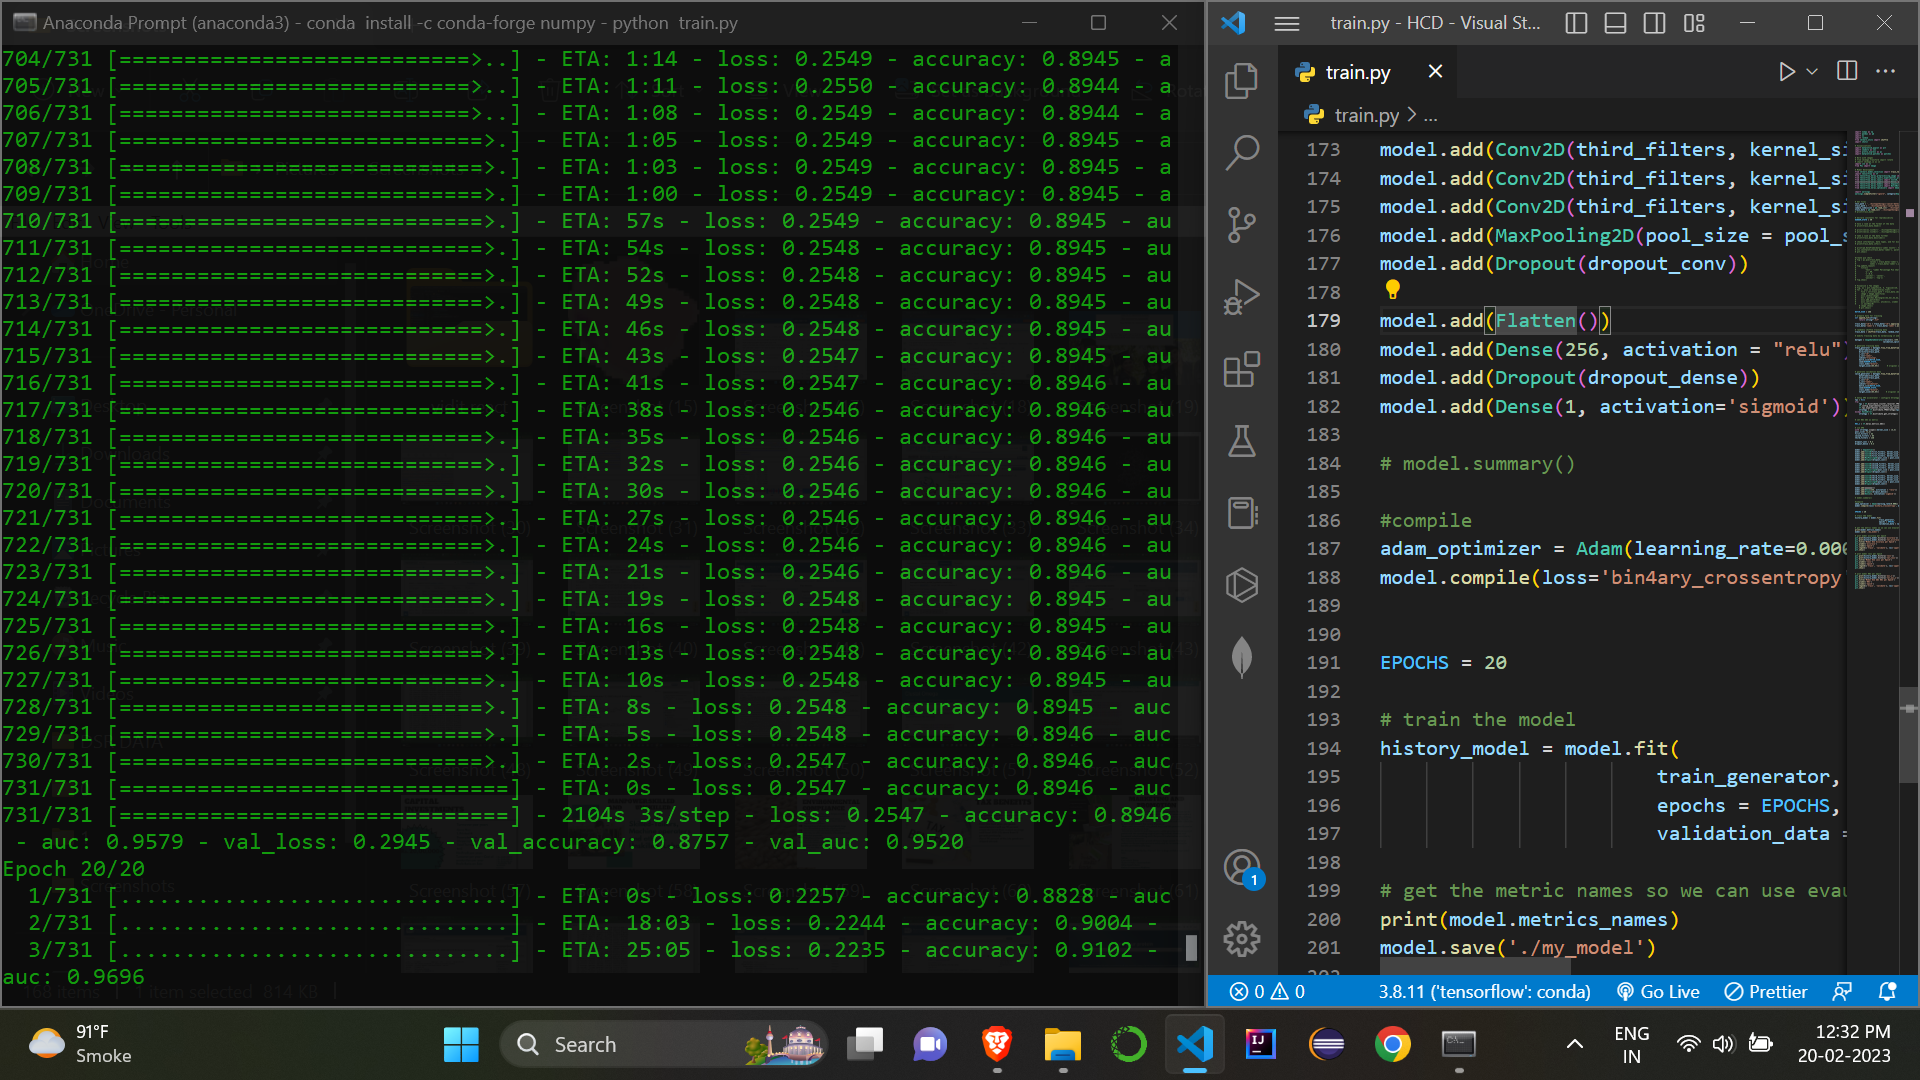 Anaconda Prompt (anaconda3) - conda  install -c conda-forge numpy - python  train.py
704/731 [===========================>..] - ETA: 1:14 - loss: 0.2549 - accuracy: 0.8945 - a
705/731 [===========================>..] - ETA: 1:11 - loss: 0.2550 - accuracy: 0.8944 - a
706/731 [===========================>..] - ETA: 1:08 - loss: 0.2549 - accuracy: 0.8944 - a
707/731 [============================>.] - ETA: 1:05 - loss: 0.2549 - accuracy: 0.8945 - a
708/731 [============================>.] - ETA: 1:03 - loss: 0.2549 - accuracy: 0.8945 - a
709/731 [============================>.] - ETA: 1:00 - loss: 0.2549 - accuracy: 0.8945 - a
710/731 [============================>.] - ETA: 57s - loss: 0.2549 - accuracy: 0.8945 - au
711/731 [============================>.] - ETA: 54s - loss: 0.2548 - accuracy: 0.8945 - au
712/731 [============================>.] - ETA: 52s - loss: 0.2548 - accuracy: 0.8945 - au
713/731 [============================>.] - ETA: 49s - loss: 0.2548 - accuracy: 0.8945 - au
714/731 [============================>.] - ETA: 46s - loss: 0.2548 - accuracy: 0.8945 - au
715/731 [============================>.] - ETA: 43s - loss: 0.2547 - accuracy: 0.8946 - au
716/731 [============================>.] - ETA: 41s - loss: 0.2547 - accuracy: 0.8946 - au
717/731 [============================>.] - ETA: 38s - loss: 0.2546 - accuracy: 0.8946 - au
718/731 [============================>.] - ETA: 35s - loss: 0.2546 - accuracy: 0.8946 - au
719/731 [============================>.] - ETA: 32s - loss: 0.2546 - accuracy: 0.8946 - au
720/731 [============================>.] - ETA: 30s - loss: 0.2546 - accuracy: 0.8946 - au
721/731 [============================>.] - ETA: 27s - loss: 0.2546 - accuracy: 0.8946 - au
722/731 [============================>.] - ETA: 24s - loss: 0.2546 - accuracy: 0.8946 - au
723/731 [============================>.] - ETA: 21s - loss: 0.2546 - accuracy: 0.8946 - au
724/731 [============================>.] - ETA: 19s - loss: 0.2548 - accuracy: 0.8945 - au
725/731 [============================>.] - ETA: 16s - loss: 0.2548 - accuracy: 0.8945 - au
726/731 [============================>.] - ETA: 13s - loss: 0.2548 - accuracy: 0.8946 - au
727/731 [============================>.] - ETA: 10s - loss: 0.2548 - accuracy: 0.8945 - au
728/731 [============================>.] - ETA: 8s - loss: 0.2548 - accuracy: 0.8945 - auc
729/731 [============================>.] - ETA: 5s - loss: 0.2548 - accuracy: 0.8946 - auc
730/731 [============================>.] - ETA: 2s - loss: 0.2547 - accuracy: 0.8946 - auc
731/731 [==============================] - ETA: 0s - loss: 0.2547 - accuracy: 0.8946 - auc
731/731 [==============================] - 2104s 3s/step - loss: 0.2547 - accuracy: 0.8946
 - auc: 0.9579 - val_loss: 0.2945 - val_accuracy: 0.8757 - val_auc: 0.9520
Epoch 20/20
  1/731 [..............................] - ETA: 0s - loss: 0.2257 - accuracy: 0.8828 - auc
  2/731 [..............................] - ETA: 18:03 - loss: 0.2244 - accuracy: 0.9004 -
  3/731 [..............................] - ETA: 25:05 - loss: 0.2235 - accuracy: 0.9102 -
auc: 0.9696
168 items | 1 item selected 814 KB
train.py - HCD - Visual St...
train.py
train.py > ...
173 model.add(Conv2D(third_filters, kernel_si
174 model.add(Conv2D(third_filters, kernel_si
175 model.add(Conv2D(third_filters, kernel_si
176 model.add(MaxPooling2D(pool_size = pool_s
177 model.add(Dropout(dropout_conv))
178
179 model.add(Flatten())
180 model.add(Dense(256, activation = "relu")
181 model.add(Dropout(dropout_dense))
182 model.add(Dense(1, activation='sigmoid'))
183
184 # model.summary()
185
186 #compile
187 adam_optimizer = Adam(learning_rate=0.000
188 model.compile(loss='bin4ary_crossentropy
189
190
191 EPOCHS = 20
192
193 # train the model
194 history_model = model.fit(
195 train_generator,
196 epochs = EPOCHS,
197 validation_data =
198
199 # get the metric names so we can use evau
200 print(model.metrics_names)
201 model.save('./my_model')
1
0 0 3.8.11 ('tensorflow': conda) Go Live Prettier
91°F
Smoke
Search
ENG
IN
12:32 PM
20-02-2023